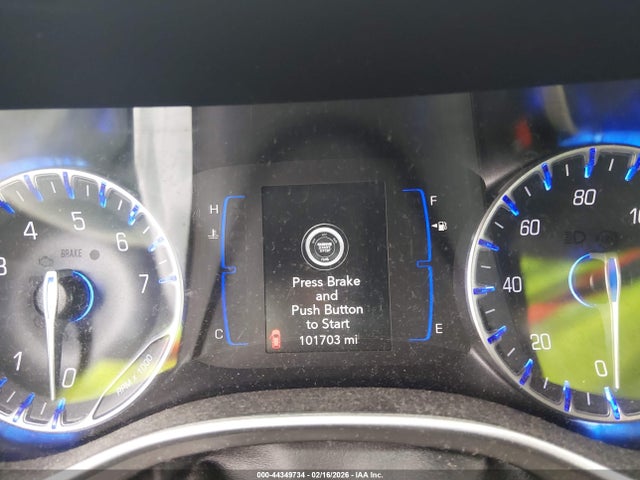 H
F
C
E
Press Brake
and
Push Button
to Start
101703 mi
BRAKE
0
1
3
4
5
6
7
RPM x 1000
0
20
40
60
80
000-44349734 | 02/16/2026 | IAA Inc.